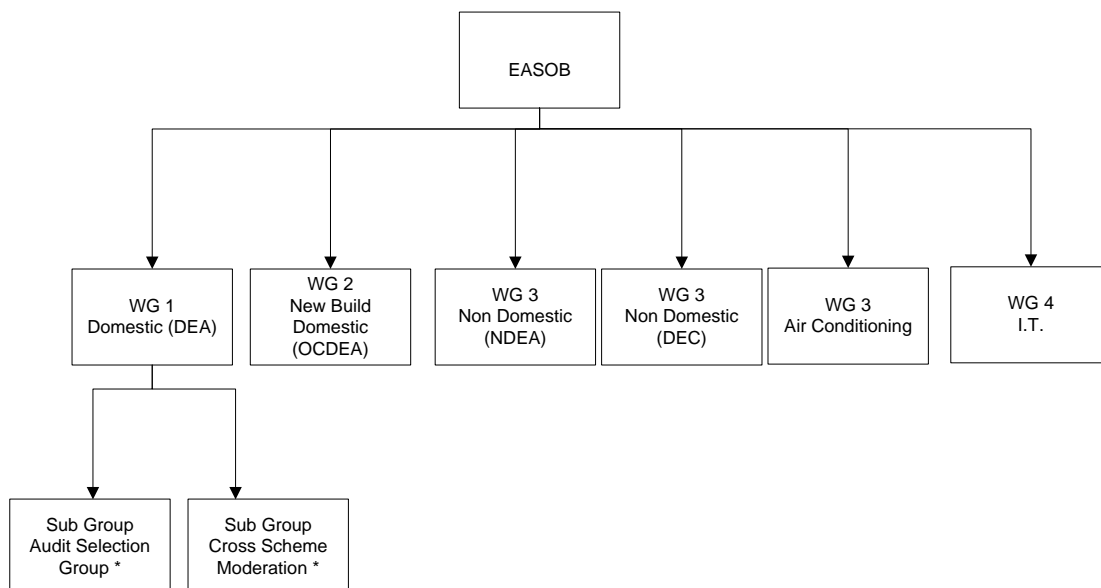 EASOB
WG 1
Domestic (DEA)
WG 2
New Build
Domestic
(OCDEA)
WG 3
Non Domestic
(NDEA)
WG 3
Non Domestic
(DEC)
WG 3
Air Conditioning
WG 4
I.T.
Sub Group
Audit Selection
Group *
Sub Group
Cross Scheme
Moderation *